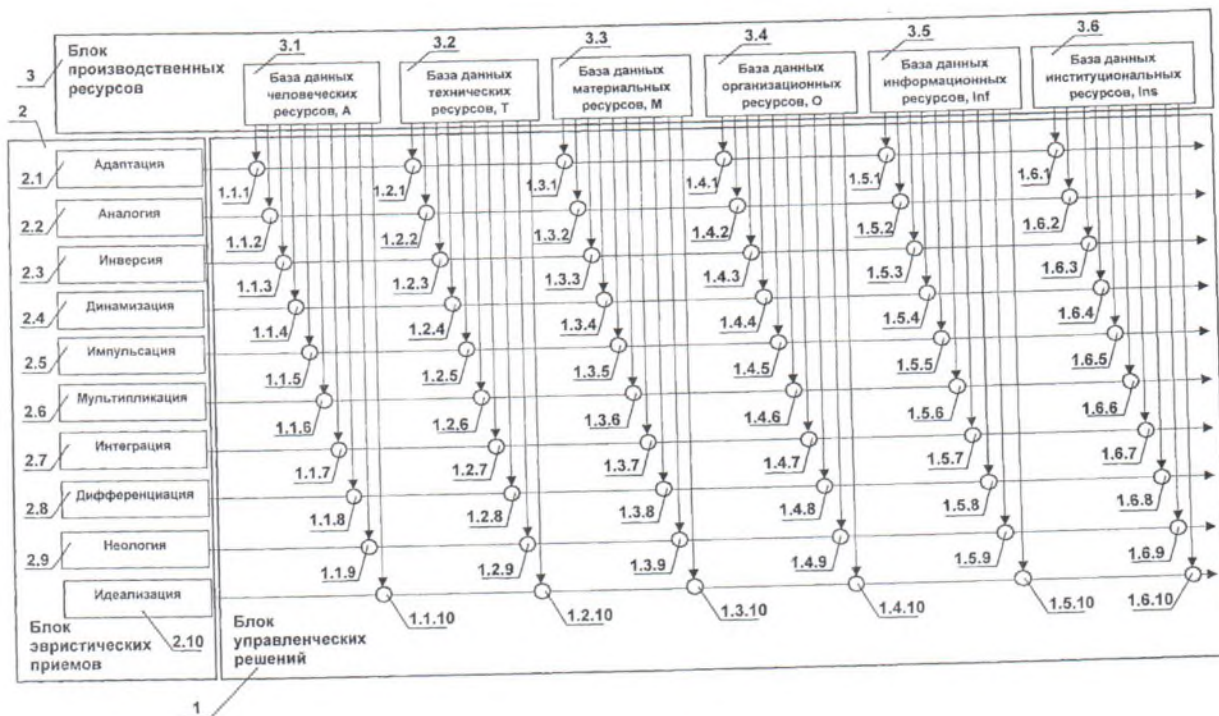 3.1
3.2
3.3
3.4
3.5
3.6
3
Блок
производственных
ресурсов
База данных
человеческих
ресурсов, А
База данных
технических
ресурсов, Т
База данных
материальных
ресурсов, М
База данных
организационных
ресурсов, О
База данных
информационных
ресурсов, Inf
База данных
институциональных
ресурсов, Ins
2
2.1
Адаптация
1.1.1
1.2.1
1.3.1
1.4.1
1.5.1
1.6.1
2.2
Аналогия
1.1.2
1.2.2
1.3.2
1.4.2
1.5.2
1.6.2
2.3
Инверсия
1.1.3
1.2.3
1.3.3
1.4.3
1.5.3
1.6.3
2.4
Динамизация
1.1.4
1.2.4
1.3.4
1.4.4
1.5.4
1.6.4
2.5
Импульсация
1.1.5
1.2.5
1.3.5
1.4.5
1.5.5
1.6.5
2.6
Мультипликация
1.1.6
1.2.6
1.3.6
1.4.6
1.5.6
1.6.6
2.7
Интеграция
1.1.7
1.2.7
1.3.7
1.4.7
1.5.7
1.6.7
2.8
Дифференциация
1.1.8
1.2.8
1.3.8
1.4.8
1.5.8
1.6.8
2.9
Неология
1.1.9
1.2.9
1.3.9
1.4.9
1.5.9
1.6.9
Идеализация
2.10
1.1.10
1.2.10
1.3.10
1.4.10
1.5.10
1.6.10
Блок
эвристических
приемов
Блок
управленческих
решений
1